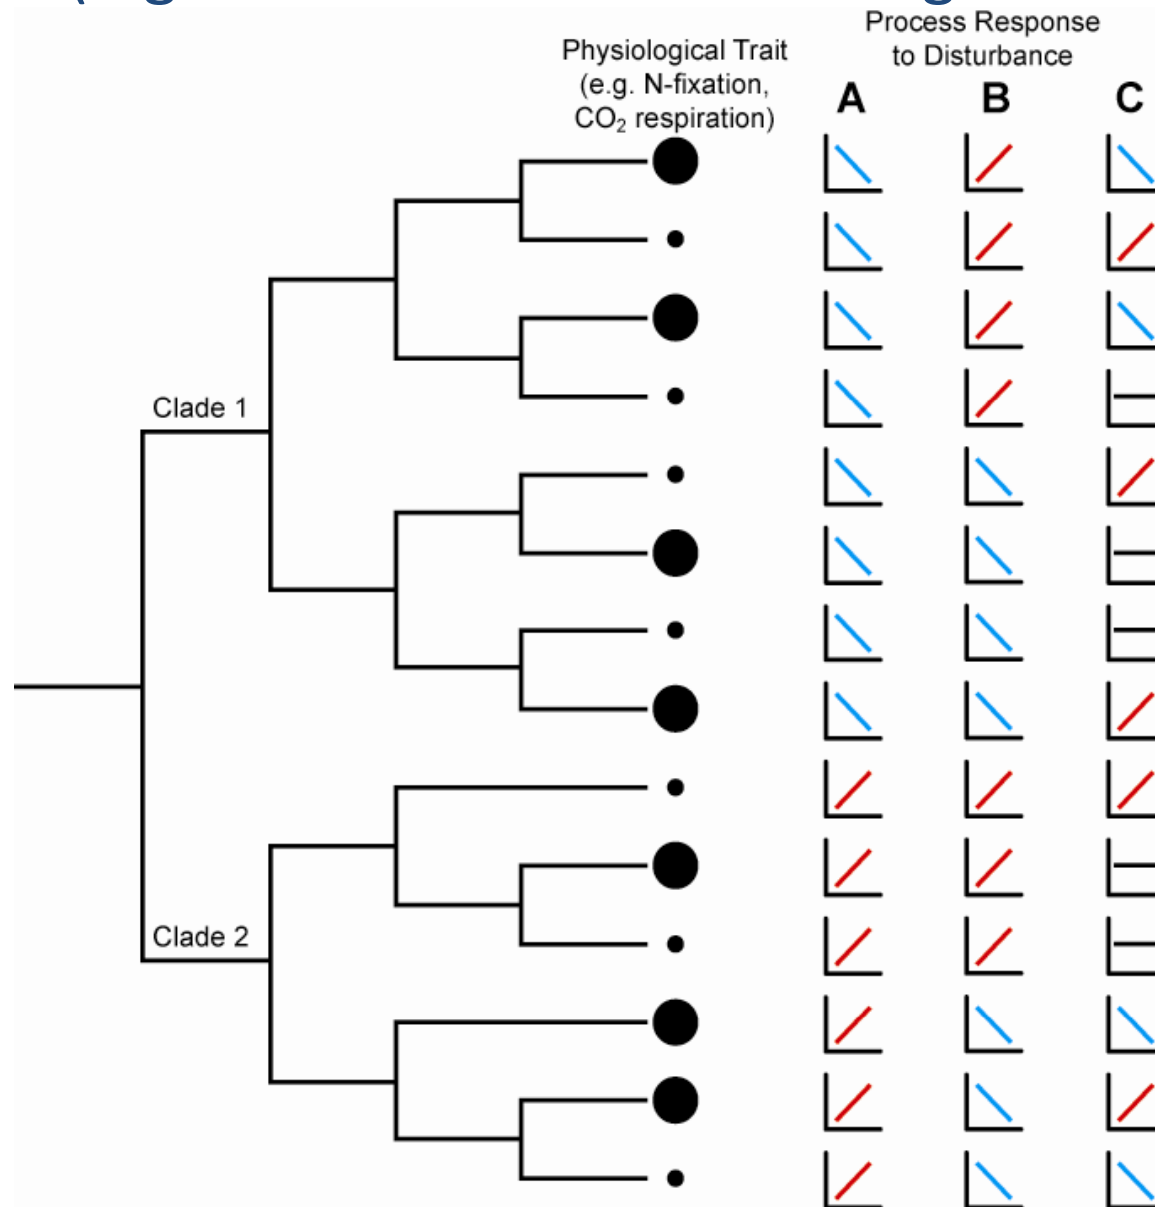 Process Response
to Disturbance
Physiological Trait
(e.g. N-fixation,
CO₂ respiration)
A B C
Clade 1
Clade 2